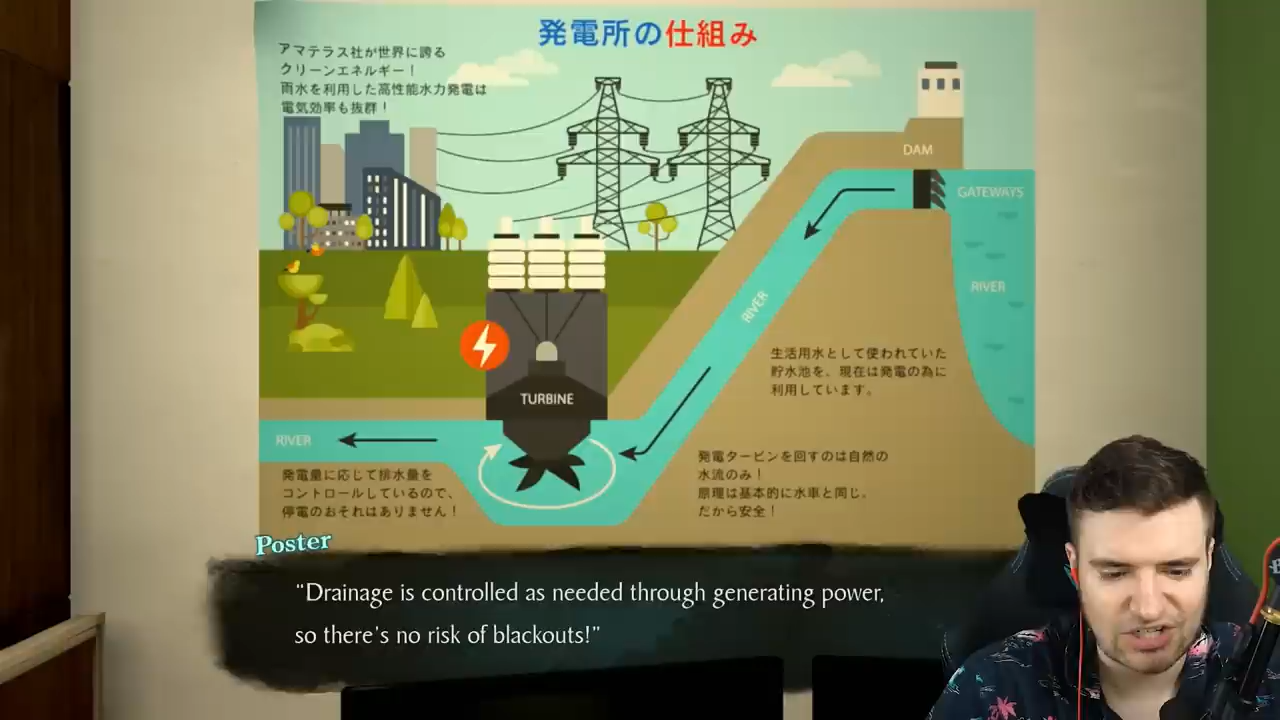 発電所の仕組み
アマテラス社が世界に誇る
クリーンエネルギー！
雨水を利用した高性能水力発電は
電気効率も抜群！
DAM
GATEWAYS
RIVER
RIVER
生活用水として使われていた
貯水池を、現在は発電の為に
利用しています。
TURBINE
RIVER
発電タービンを回すのは自然の
水流のみ！
原理は基本的に水車と同じ。
だから安全！
発電量に応じて排水量を
コントロールしているので、
停電のおそれはありません！
Poster
“Drainage is controlled as needed through generating power,
so there's no risk of blackouts!”